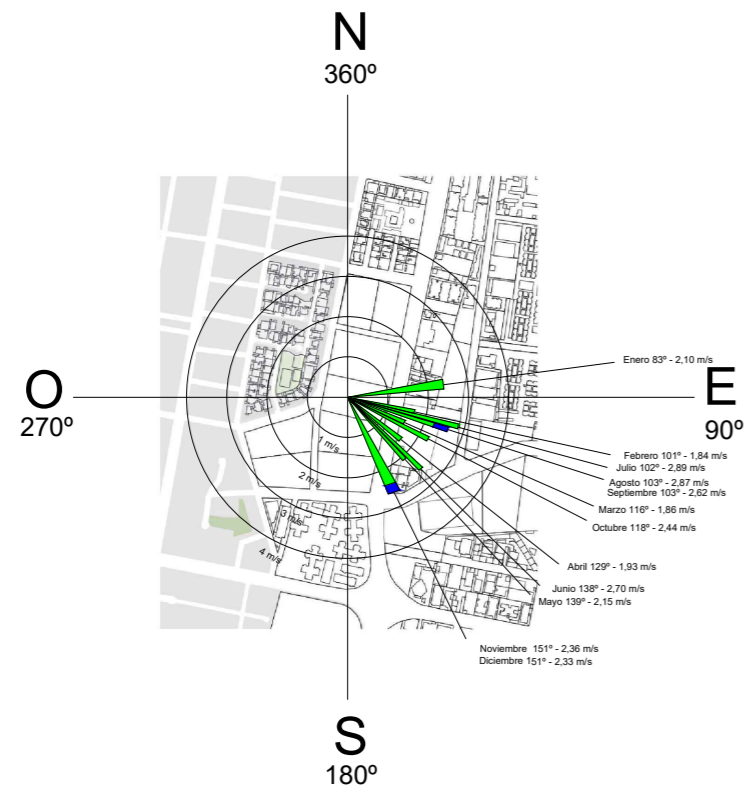 N
360º
Enero 83º - 2,10 m/s
O
270º
E
90º
1 m/s
2 m/s
3 m/s
4 m/s
Febrero 101º - 1,84 m/s
Julio 102º - 2,89 m/s
Agosto 103º - 2,87 m/s
Septiembre 103º - 2,62 m/s
Marzo 116º - 1,86 m/s
Octubre 118º - 2,44 m/s
Abril 129º - 1,93 m/s
Junio 138º - 2,70 m/s
Mayo 139º - 2,15 m/s
Noviembre 151º - 2,36 m/s
Diciembre 151º - 2,33 m/s
S
180º